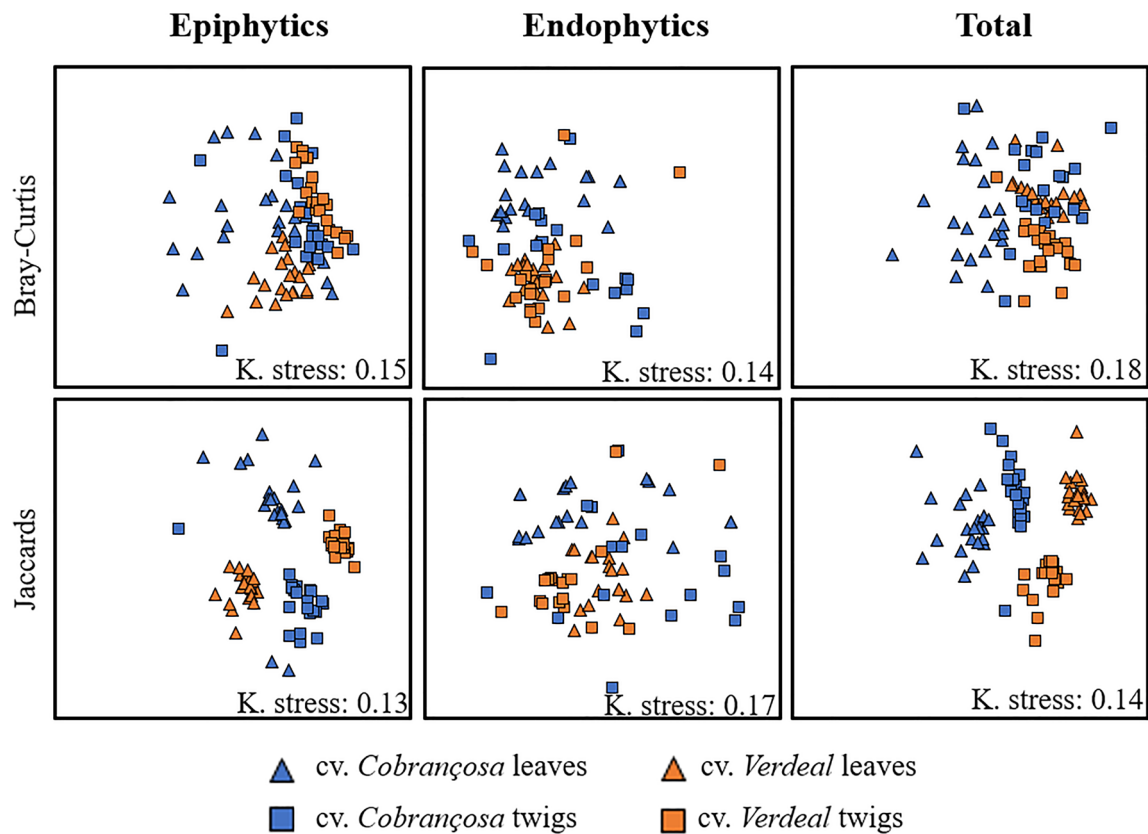 Epiphytics Endophytics Total
Bray-Curtis
K. stress: 0.15 K. stress: 0.14 K. stress: 0.18
Jaccards
K. stress: 0.13 K. stress: 0.17 K. stress: 0.14
cv. Cobrançosa leaves cv. Verdeal leaves
cv. Cobrançosa twigs cv. Verdeal twigs